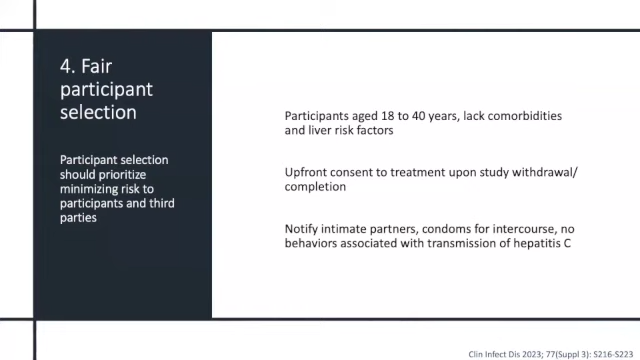 4. Fair
participant
selection
Participant selection
should prioritize
minimizing risk to
participants and third
parties
Participants aged 18 to 40 years, lack comorbidities
and liver risk factors
Upfront consent to treatment upon study withdrawal/
completion
Notify intimate partners, condoms for intercourse, no
behaviors associated with transmission of hepatitis C
Clin Infect Dis 2023; 77(Suppl 3): S216-S223